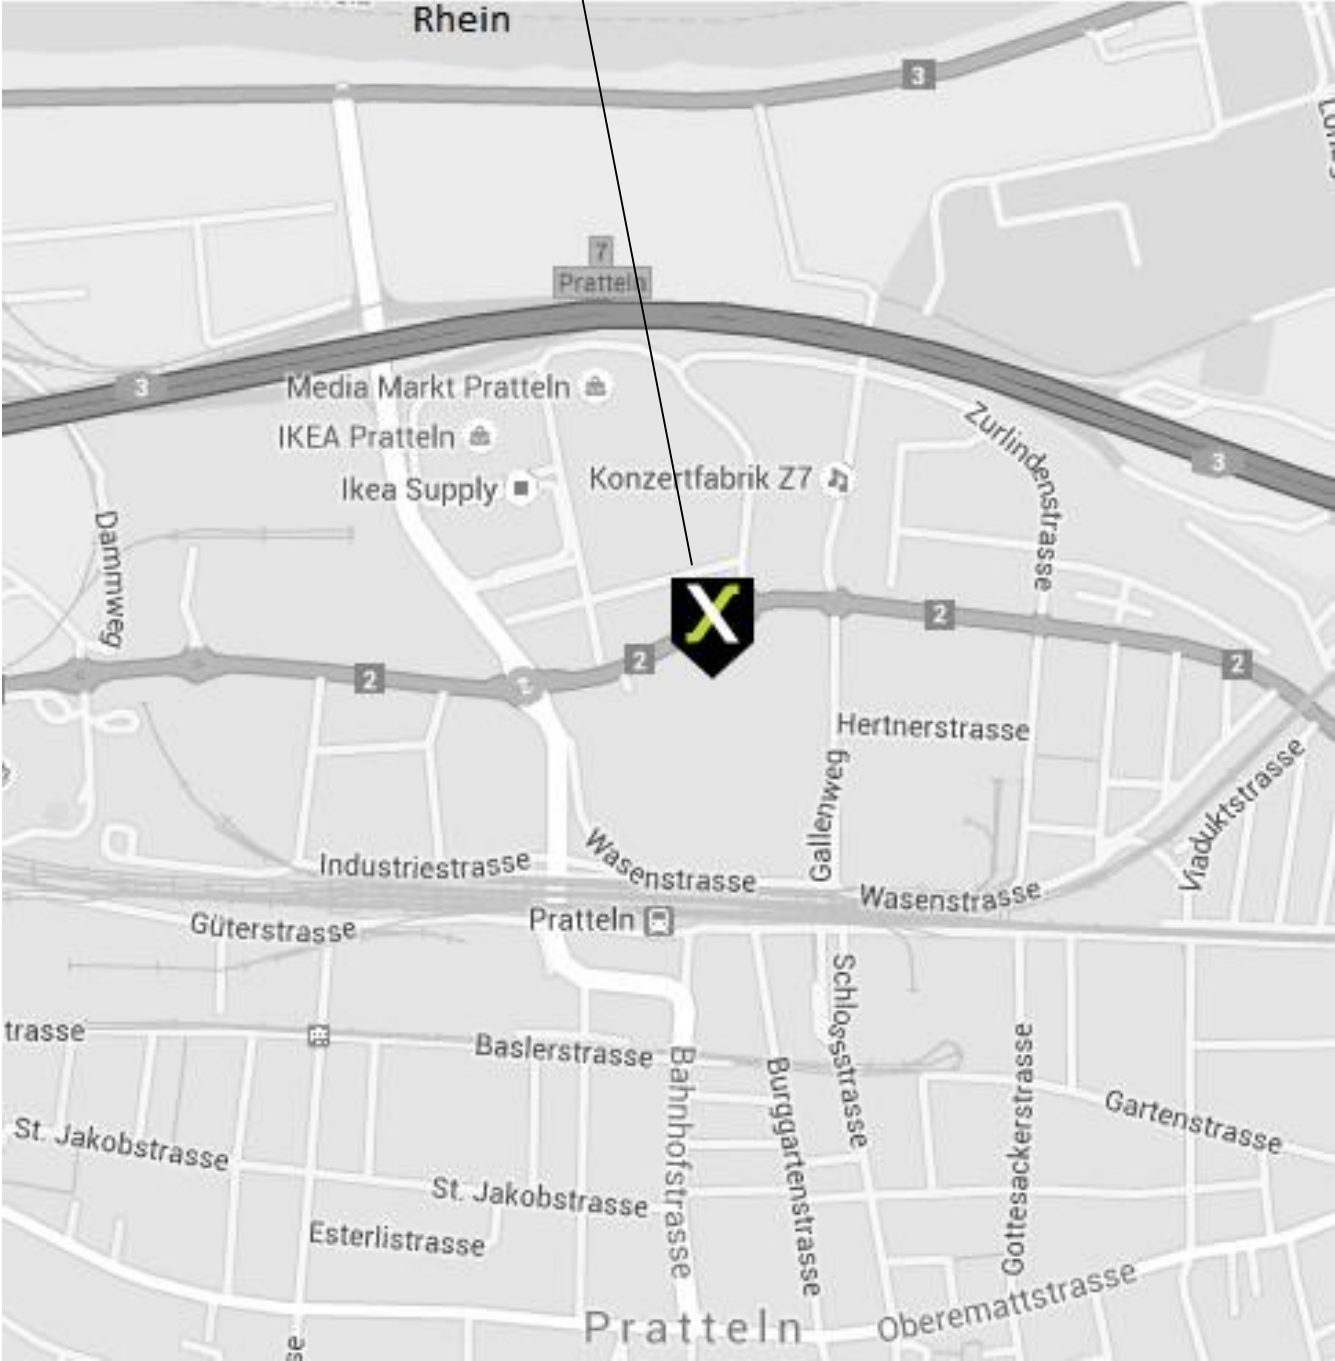 Rhein
3
7
Pratteln
3
Media Markt Pratteln
IKEA Pratteln
Ikea Supply
Konzertfabrik Z7
Zurlindenstrasse
3
Dammweg
X
2
2
2
2
2
Hertnerstrasse
Gallenweg
Viaduktstrasse
Industriestrasse
Wasenstrasse
Wasenstrasse
Güterstrasse
Pratteln
Schlossstrasse
trasse
Baslerstrasse
Bahnhofstrasse
Burggartenstrasse
Gottesackerstrasse
Gartenstrasse
St. Jakobstrasse
St. Jakobstrasse
Esterlistrasse
Oberemattstrasse
Pratteln
se